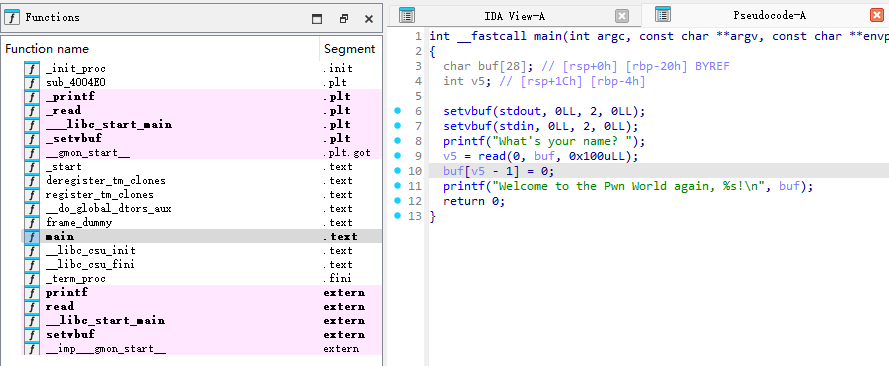 Functions
Function name Segment
_init_proc .init
sub_4004E0 .plt
_printf .plt
_read .plt
___libc_start_main .plt
_setvbuf .plt
__gmon_start__ .plt.got
_start .text
deregister_tm_clones .text
register_tm_clones .text
__do_global_dtors_aux .text
frame_dummy .text
main .text
__libc_csu_init .text
__libc_csu_fini .text
_term_proc .fini
printf extern
read extern
__libc_start_main extern
setvbuf extern
__imp___gmon_start__ extern
IDA View-A
Pseudocode-A
1 int __fastcall main(int argc, const char **argv, const char **envp
2 {
3 char buf[28]; // [rsp+0h] [rbp-20h] BYREF
4 int v5; // [rsp+1Ch] [rbp-4h]
5
6 setvbuf(stdout, 0LL, 2, 0LL);
7 setvbuf(stdin, 0LL, 2, 0LL);
8 printf("What's your name? ");
9 v5 = read(0, buf, 0x100uLL);
10 buf[v5 - 1] = 0;
11 printf("Welcome to the Pwn World again, %s!\n", buf);
12 return 0;
13 }